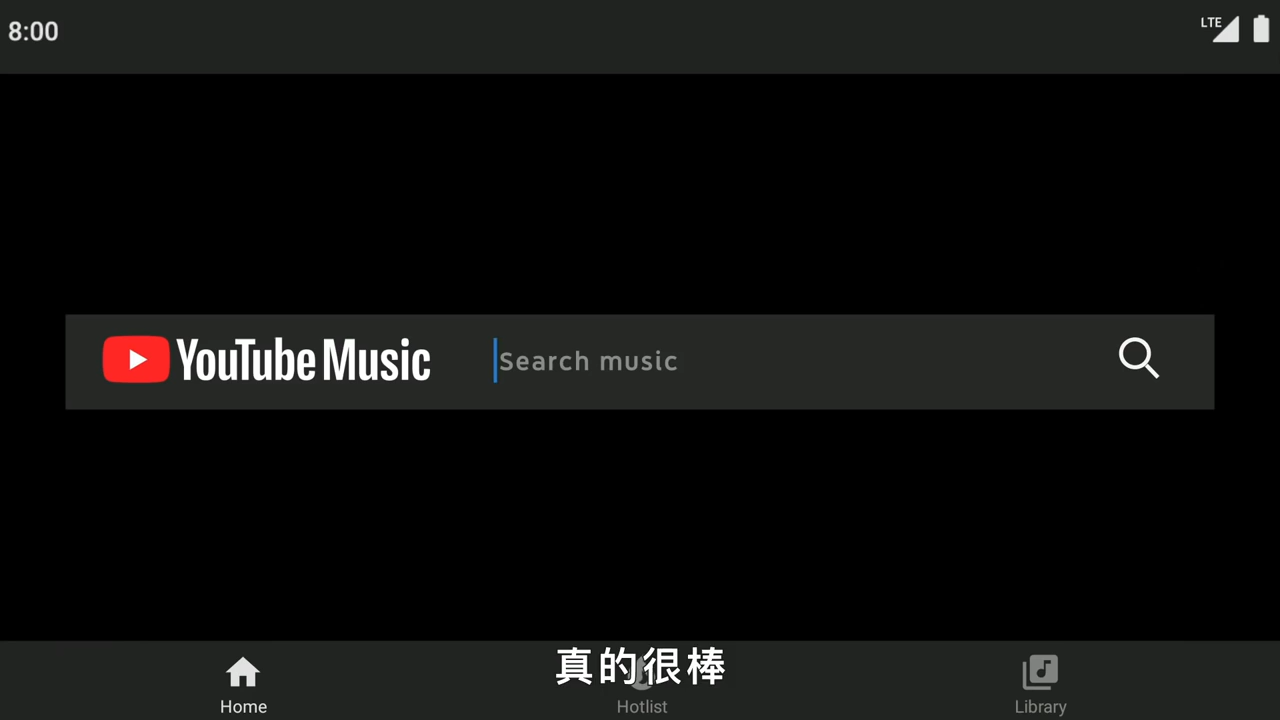 8:00
LTE
YouTube Music
Search music
真的很棒
Home
Hotlist
Library